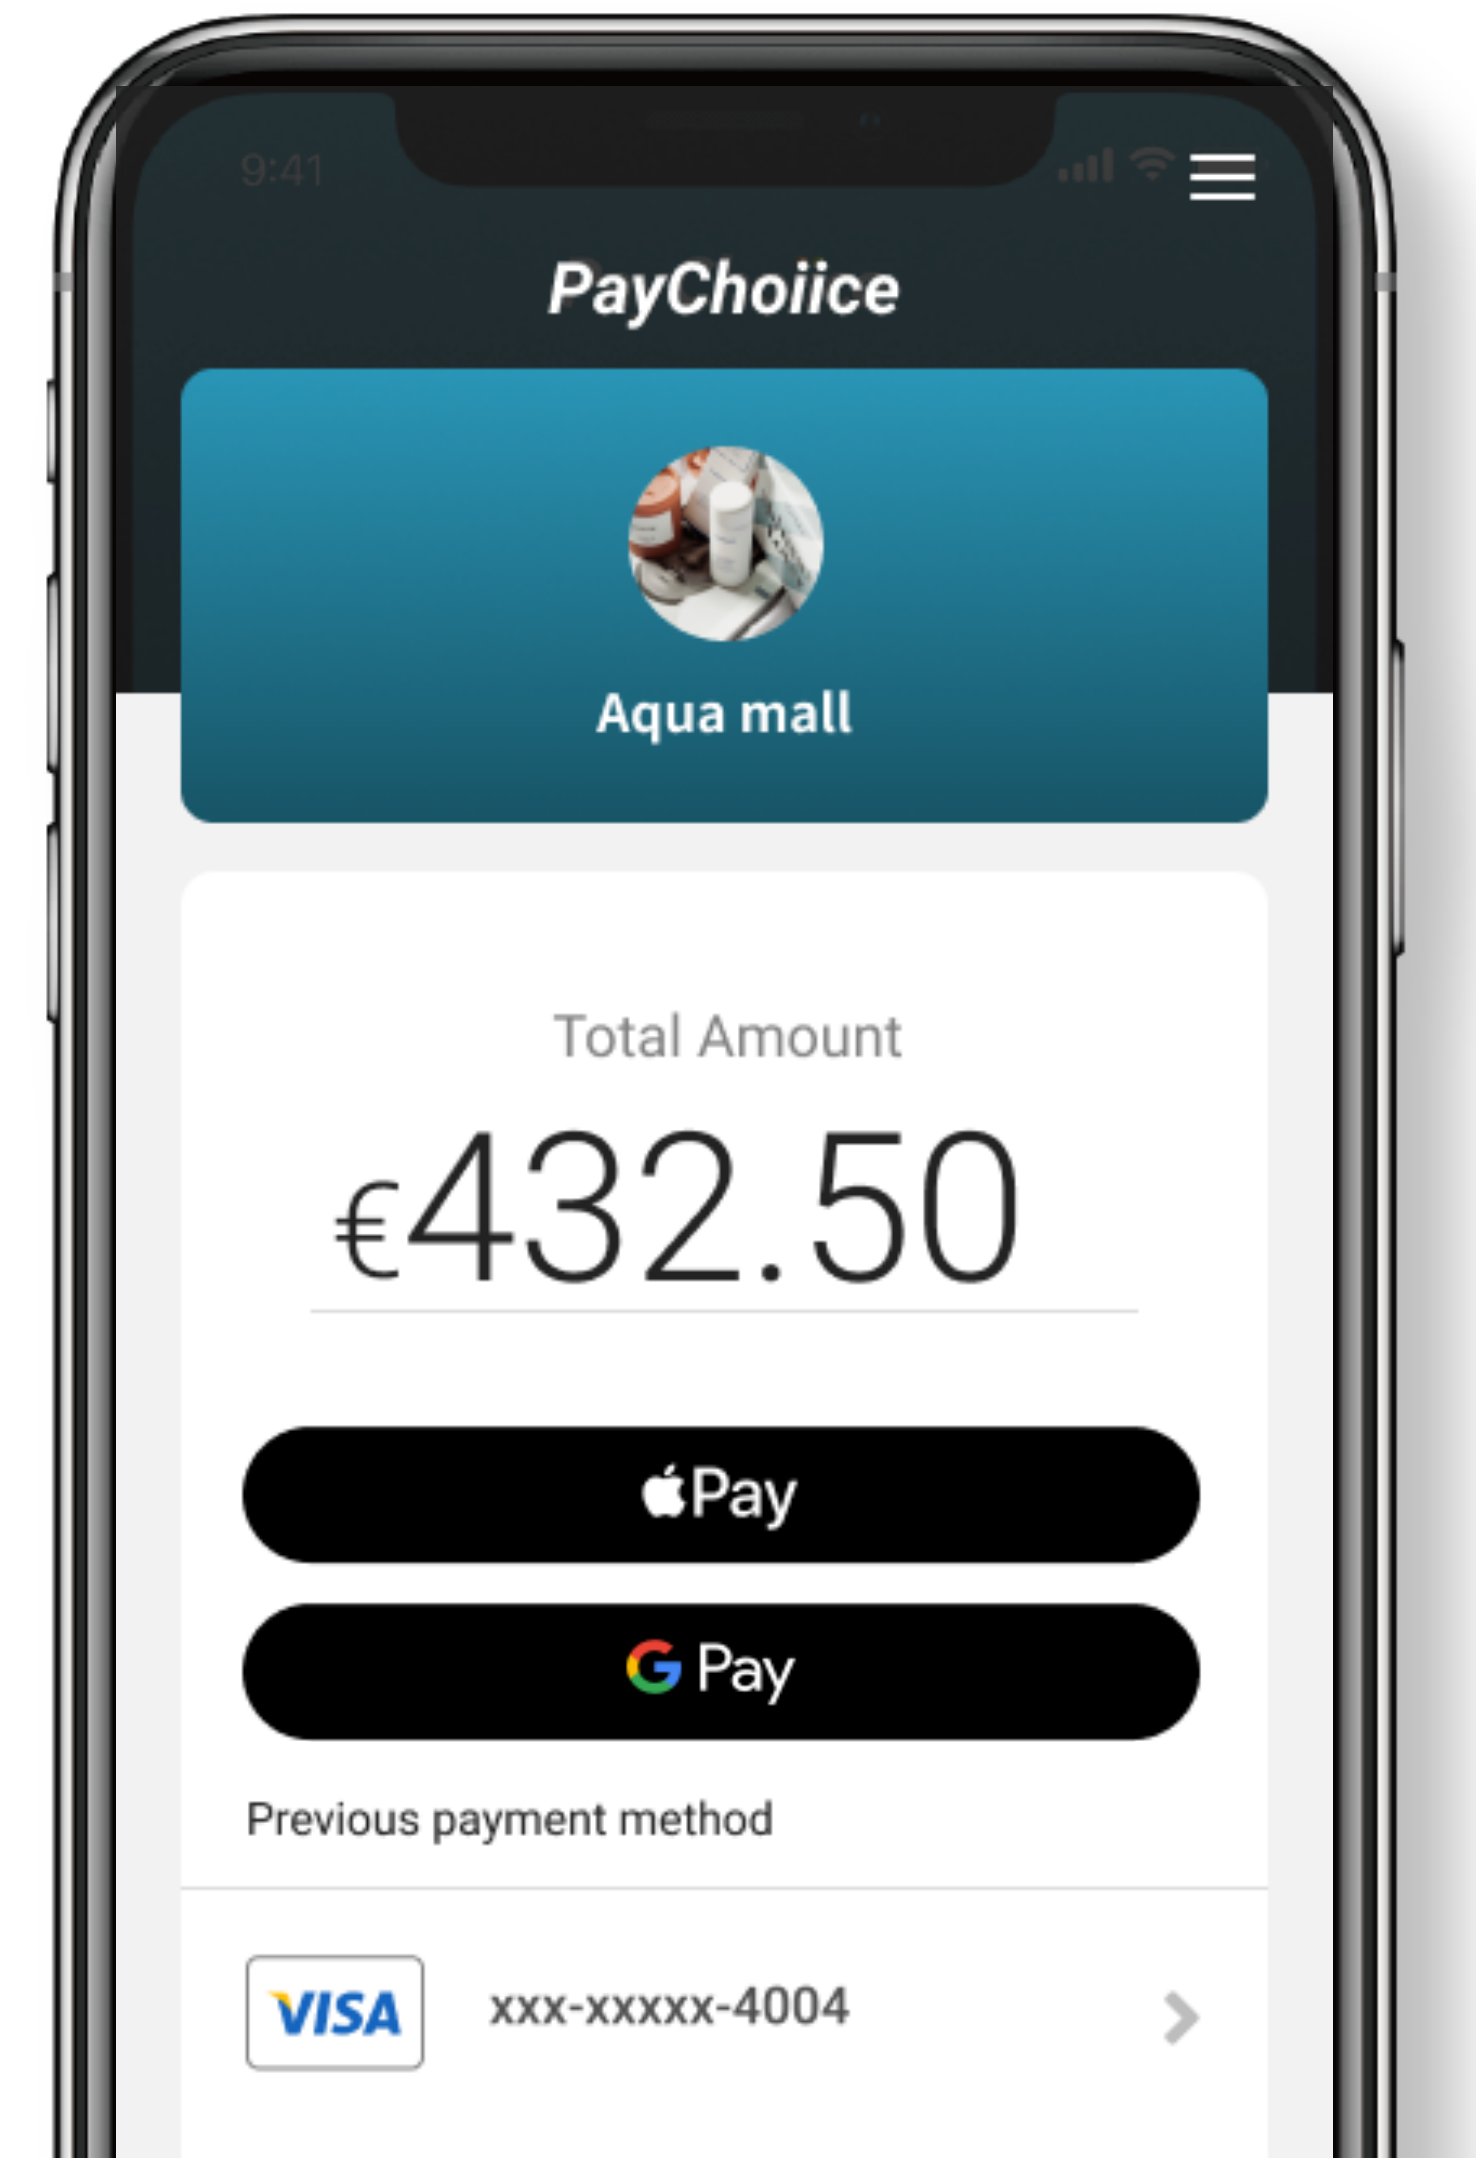 9:41
PayChoiice
Aqua mall
Total Amount
€432.50
Pay
G Pay
Previous payment method
VISA
xxx-xxxxx-4004